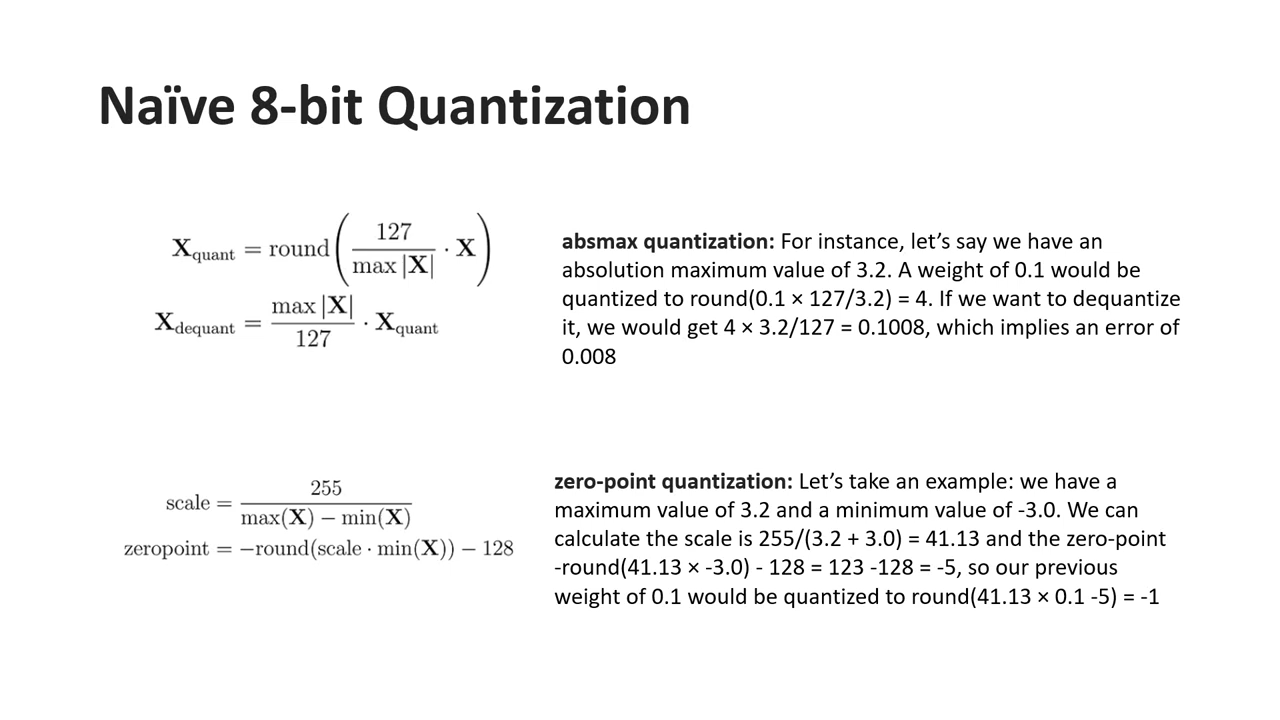 Naïve 8-bit Quantization
X_quant = round( 127 / max |X| · X )
X_dequant = max |X| / 127 · X_quant
absmax quantization: For instance, let’s say we have an
absolution maximum value of 3.2. A weight of 0.1 would be
quantized to round(0.1 × 127/3.2) = 4. If we want to dequantize
it, we would get 4 × 3.2/127 = 0.1008, which implies an error of
0.008
scale = 255 / max(X) − min(X)
zeropoint = −round(scale · min(X)) − 128
zero-point quantization: Let’s take an example: we have a
maximum value of 3.2 and a minimum value of -3.0. We can
calculate the scale is 255/(3.2 + 3.0) = 41.13 and the zero-point
-round(41.13 × -3.0) - 128 = 123 -128 = -5, so our previous
weight of 0.1 would be quantized to round(41.13 × 0.1 -5) = -1